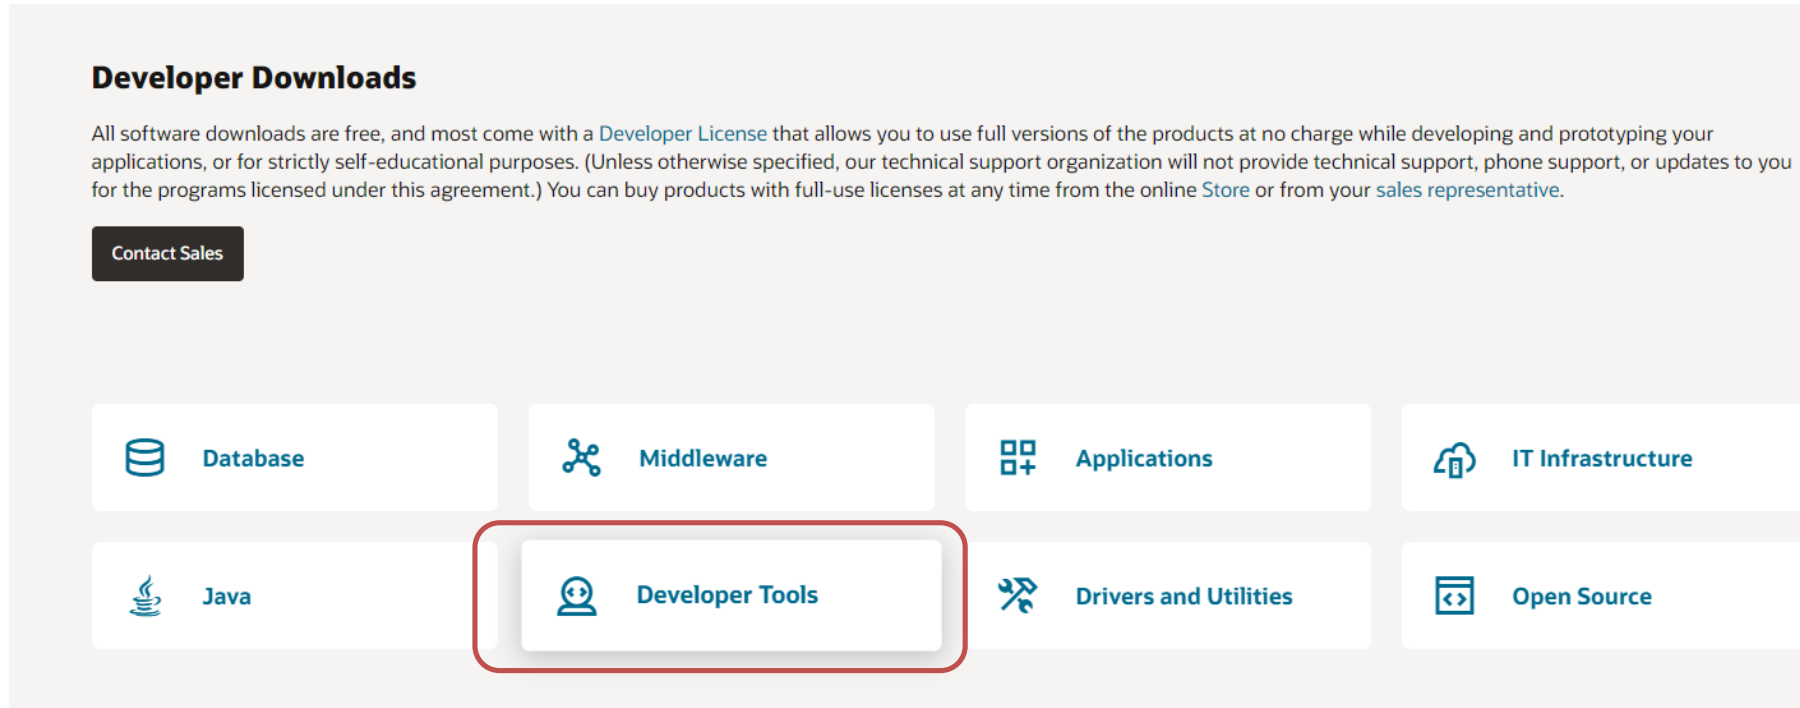 Developer Downloads
All software downloads are free, and most come with a Developer License that allows you to use full versions of the products at no charge while developing and prototyping your
applications, or for strictly self-educational purposes. (Unless otherwise specified, our technical support organization will not provide technical support, phone support, or updates to you
for the programs licensed under this agreement.) You can buy products with full-use licenses at any time from the online Store or from your sales representative.
Contact Sales
Database
Middleware
Applications
IT Infrastructure
Java
Developer Tools
Drivers and Utilities
Open Source